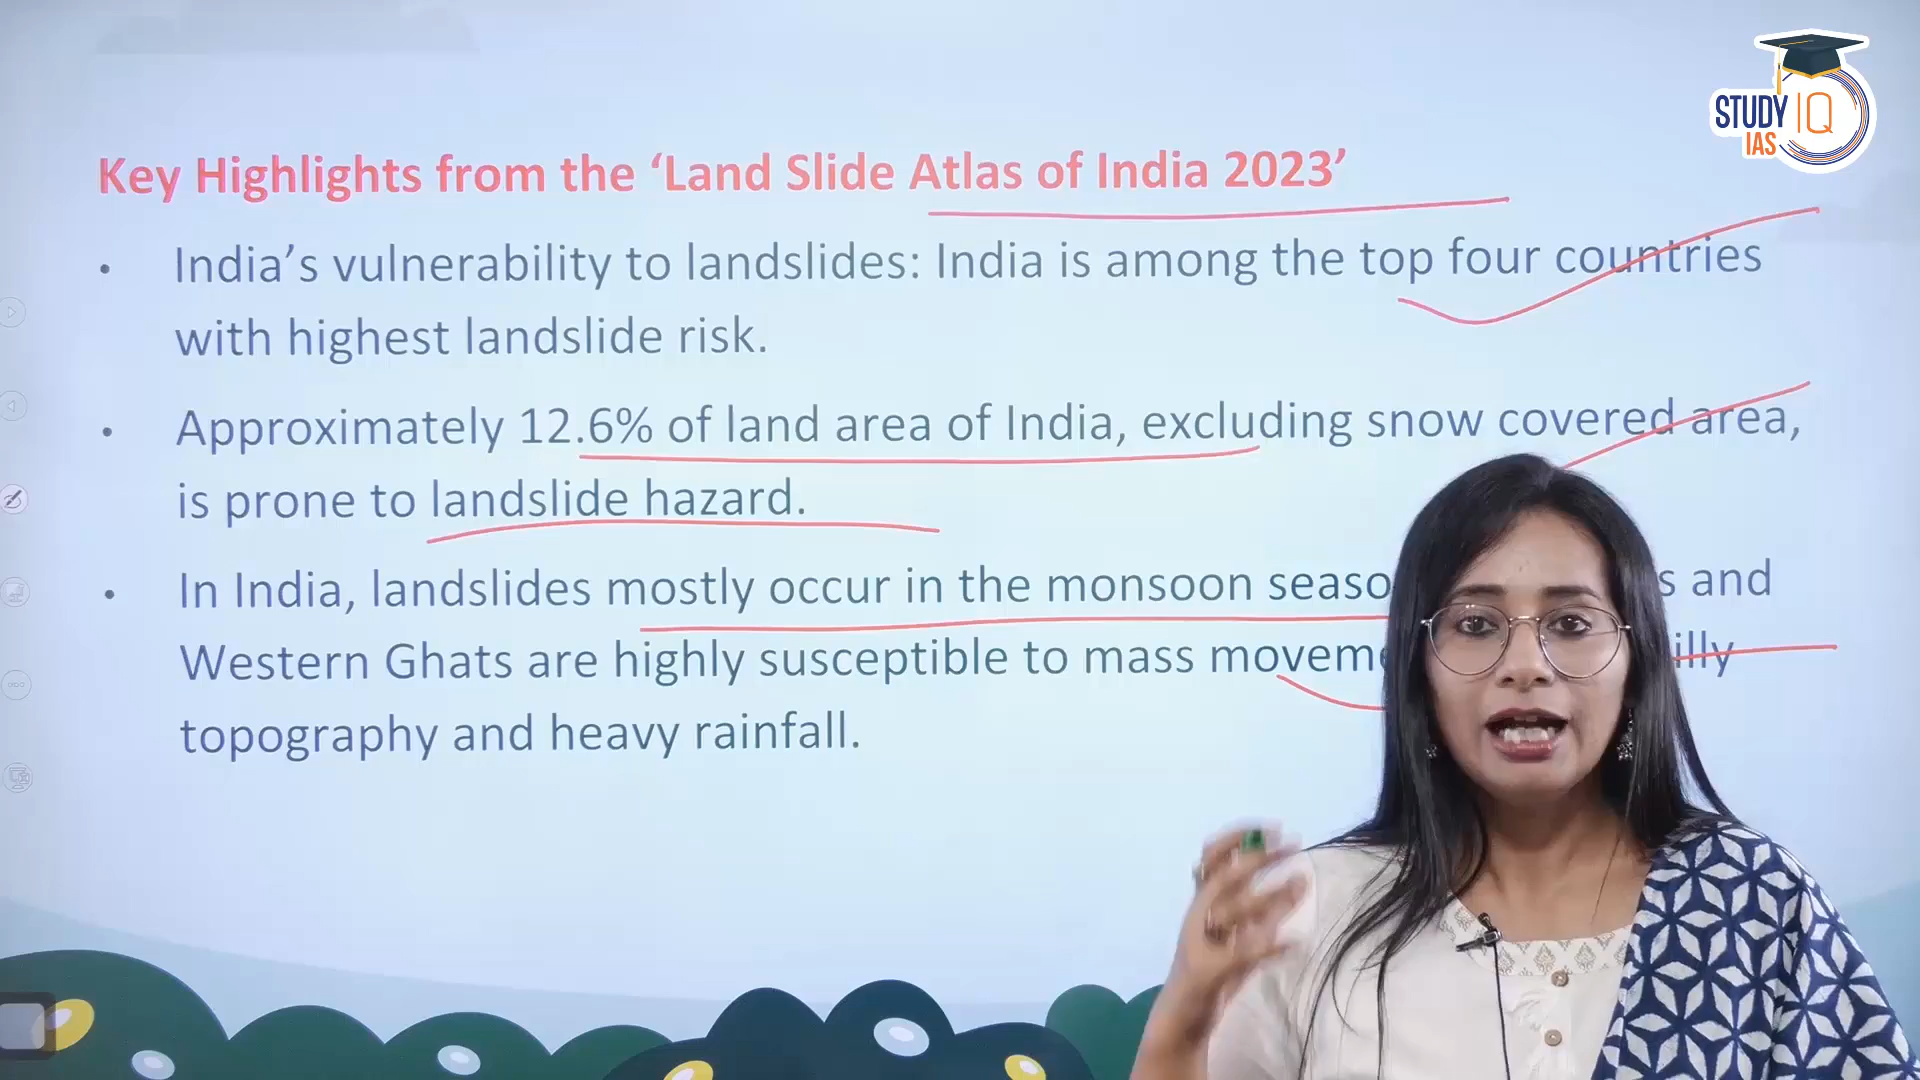 STUDY IQ
IAS
Key Highlights from the ‘Land Slide Atlas of India 2023’
• India’s vulnerability to landslides: India is among the top four countries
with highest landslide risk.
• Approximately 12.6% of land area of India, excluding snow covered area,
is prone to landslide hazard.
• In India, landslides mostly occur in the monsoon and
Western Ghats are highly susceptible to mass
topography and heavy rainfall.